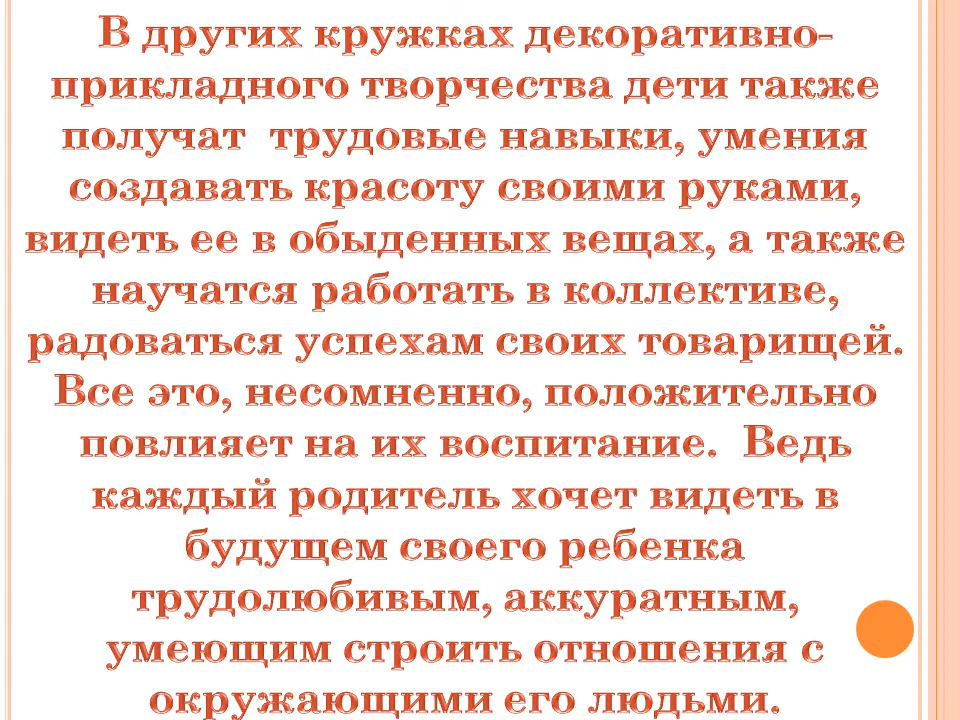 В других кружках декоративно-
прикладного творчества дети также
получат  трудовые навыки, умения
создавать красоту своими руками,
видеть ее в обыденных вещах, а также
научатся работать в коллективе,
радоваться успехам своих товарищей.
Все это, несомненно, положительно
повлияет на их воспитание.  Ведь
каждый родитель хочет видеть в
будущем своего ребенка
трудолюбивым, аккуратным,
умеющим строить отношения с
окружающими его людьми.